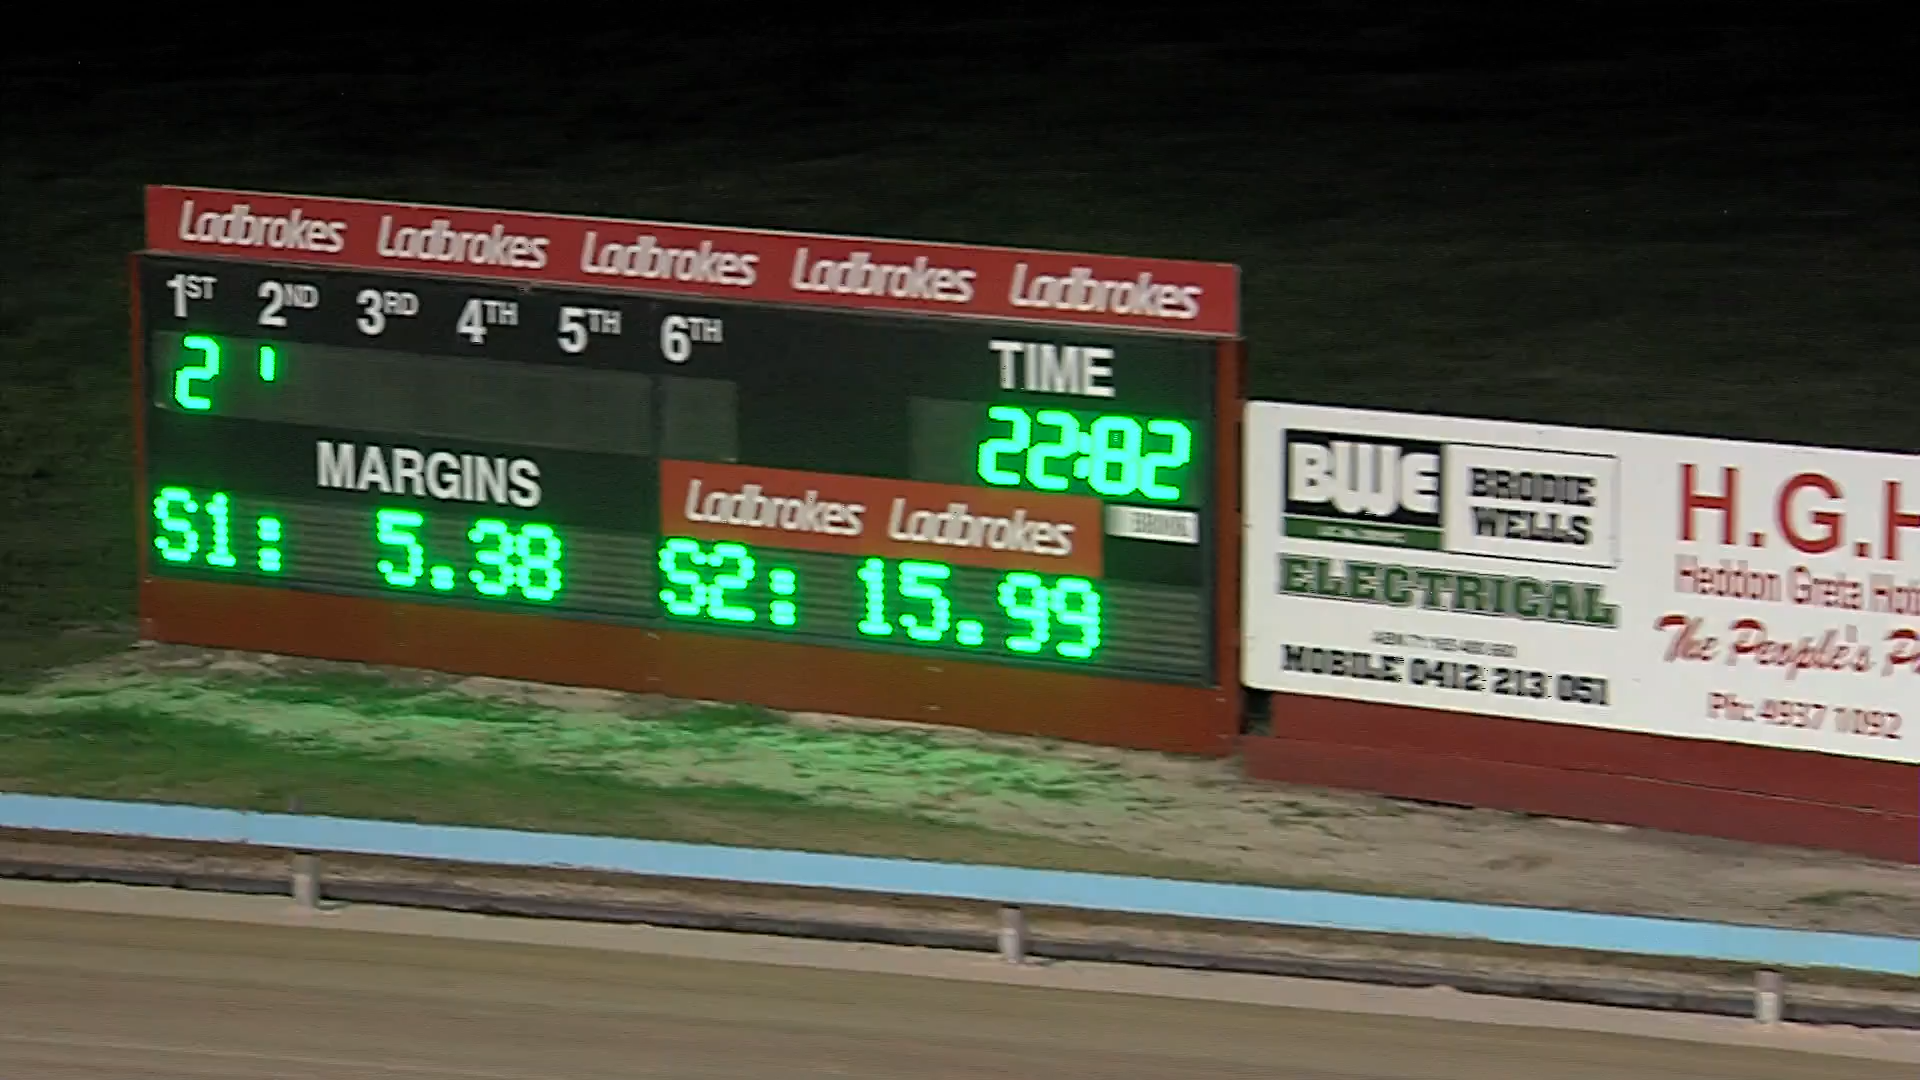 Ladbrokes Ladbrokes Ladbrokes Ladbrokes Ladbrokes
1ST 2ND 3RD 4TH 5TH 6TH
TIME
2 '
22:82
MARGINS
Ladbrokes Ladbrokes
S1: 5.38 S2: 15.99
BWE BRODIE WELLS
ELECTRICAL
MOBILE 0412 213 051
H.G.H
Heddon Greta Hot
The People's P
Ph: 4937 1092